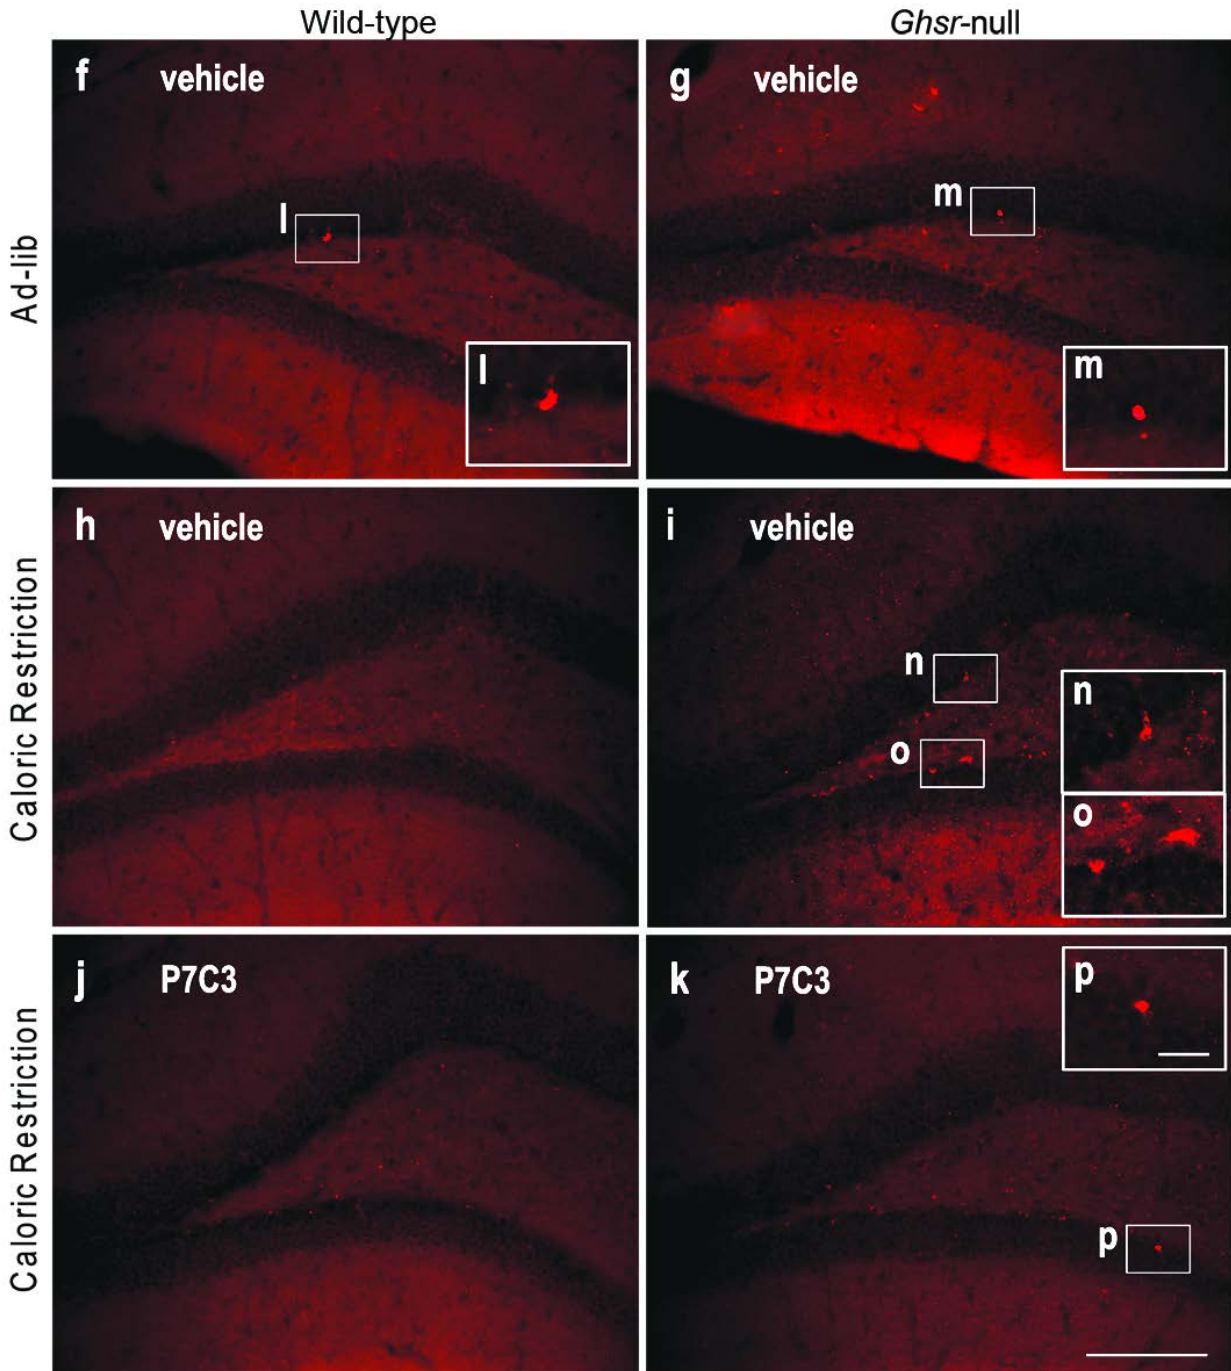 Wild-type
Ghsr-null
Ad-lib
f vehicle
l
l
g vehicle
m
m
Caloric Restriction
h vehicle
i vehicle
n
n
o
o
Caloric Restriction
j P7C3
k P7C3
p
p